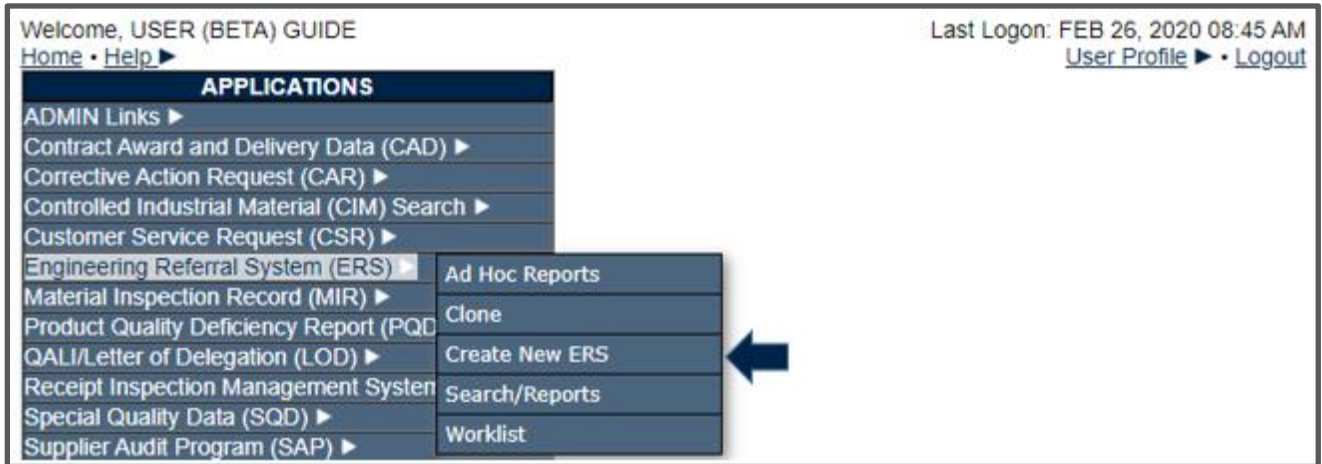 Welcome, USER (BETA) GUIDE
Last Logon: FEB 26, 2020 08:45 AM
Home • Help ▶
User Profile ▶ • Logout
APPLICATIONS
ADMIN Links ▶
Contract Award and Delivery Data (CAD) ▶
Corrective Action Request (CAR) ▶
Controlled Industrial Material (CIM) Search ▶
Customer Service Request (CSR) ▶
Engineering Referral System (ERS) ▶
Material Inspection Record (MIR) ▶
Product Quality Deficiency Report (PQD
QALI/Letter of Delegation (LOD) ▶
Receipt Inspection Management System
Special Quality Data (SQD) ▶
Supplier Audit Program (SAP) ▶
Ad Hoc Reports
Clone
Create New ERS
Search/Reports
Worklist